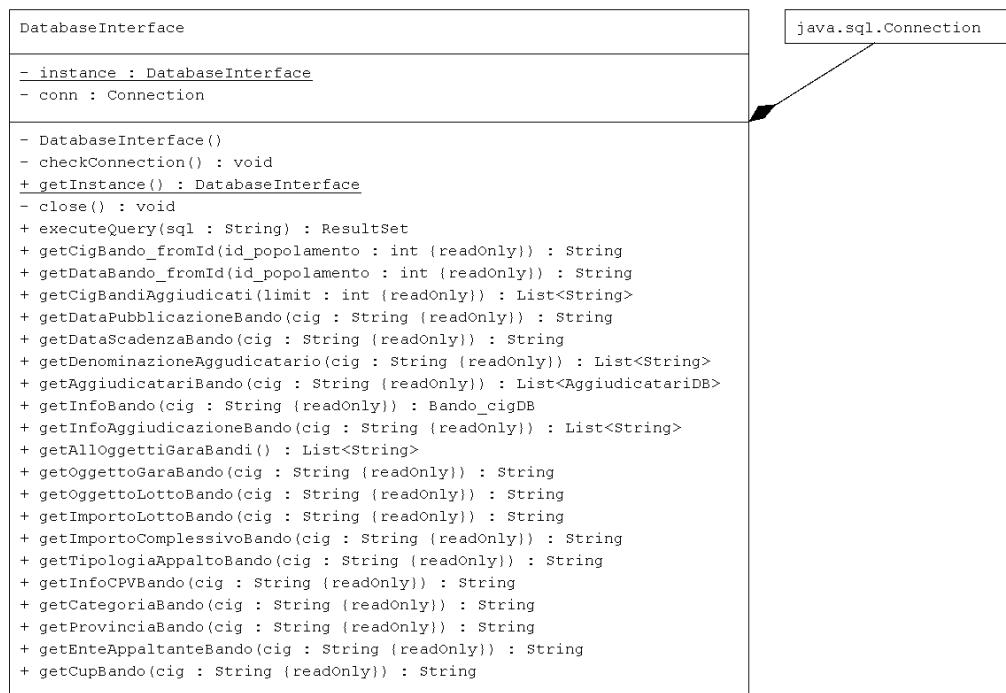 DatabaseInterface
java.sql.Connection
- instance : DatabaseInterface
- conn : Connection
- DatabaseInterface()
- checkConnection() : void
+ getInstance() : DatabaseInterface
- close() : void
+ executeQuery(sql : String) : ResultSet
+ getCigBando_fromId(id_popolamento : int {readOnly}) : String
+ getDataBando_fromId(id_popolamento : int {readOnly}) : String
+ getCigBandiAggiudicati(limit : int {readOnly}) : List<String>
+ getDataPubblicazioneBando(cig : String {readOnly}) : String
+ getDataScadenzaBando(cig : String {readOnly}) : String
+ getDenominazioneAggudicatario(cig : String {readOnly}) : List<String>
+ getAggiudicatariBando(cig : String {readOnly}) : List<AggiudicatariDB>
+ getInfoBando(cig : String {readOnly}) : Bando_cigDB
+ getInfoAggiudicazioneBando(cig : String {readOnly}) : List<String>
+ getAllOggettiGaraBandi() : List<String>
+ getOggettoGaraBando(cig : String {readOnly}) : String
+ getOggettoLottoBando(cig : String {readOnly}) : String
+ getImportoLottoBando(cig : String {readOnly}) : String
+ getImportoComplessivoBando(cig : String {readOnly}) : String
+ getTipologiaAppaltoBando(cig : String {readOnly}) : String
+ getInfoCPVBando(cig : String {readOnly}) : String
+ getCategoriaBando(cig : String {readOnly}) : String
+ getProvinciaBando(cig : String {readOnly}) : String
+ getEnteAppaltanteBando(cig : String {readOnly}) : String
+ getCupBando(cig : String {readOnly}) : String